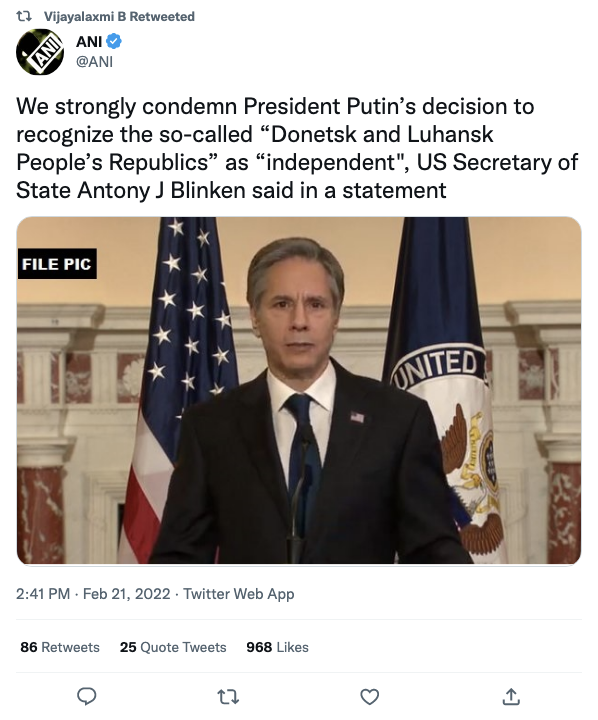 Vijayalaxmi B Retweeted
ANI
ANI
@ANI
We strongly condemn President Putin’s decision to
recognize the so-called “Donetsk and Luhansk
People’s Republics” as “independent", US Secretary of
State Antony J Blinken said in a statement
FILE PIC
UNITED
2:41 PM · Feb 21, 2022 · Twitter Web App
86 Retweets 25 Quote Tweets 968 Likes